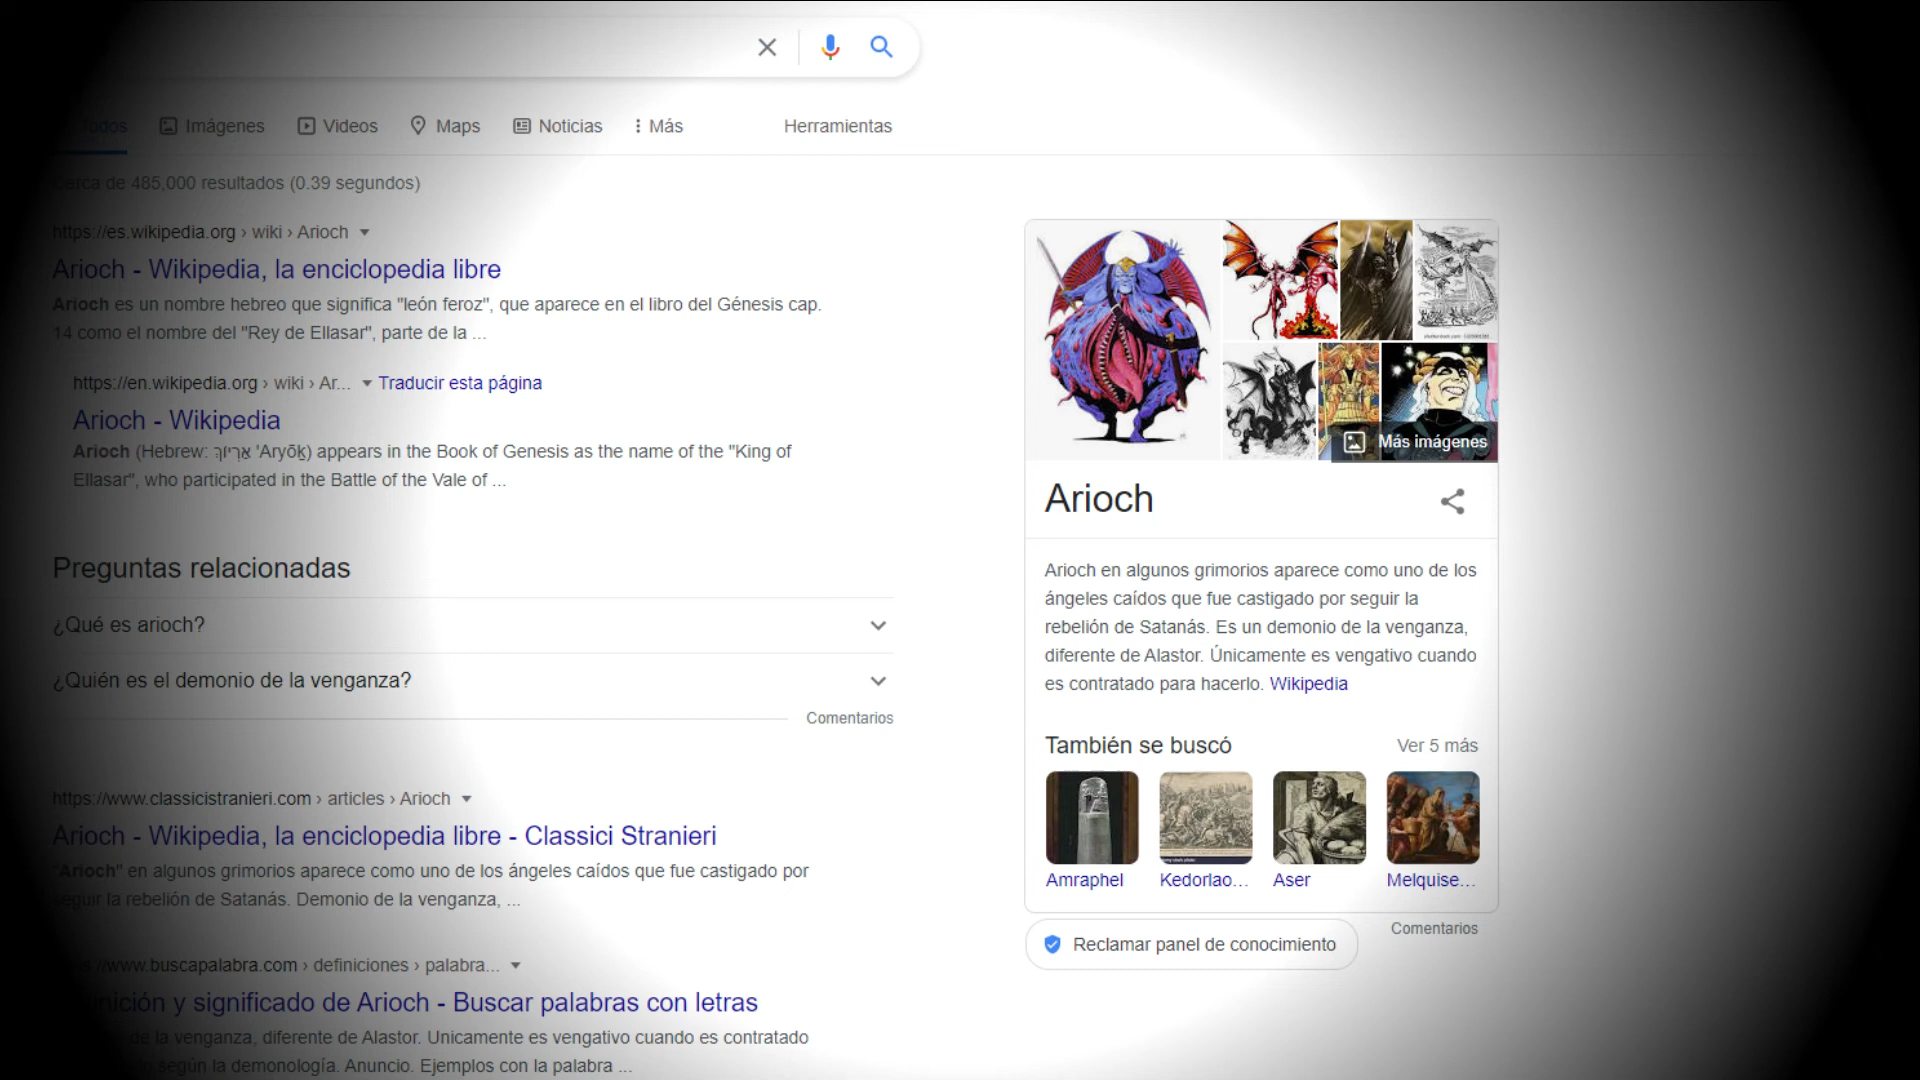 Todos Imágenes Videos Maps Noticias Más Herramientas
Cerca de 485,000 resultados (0.39 segundos)
https://es.wikipedia.org › wiki › Arioch
Arioch - Wikipedia, la enciclopedia libre
Arioch es un nombre hebreo que significa "león feroz", que aparece en el libro del Génesis cap.
14 como el nombre del "Rey de Ellasar", parte de la ...
https://en.wikipedia.org › wiki › Ar... Traducir esta página
Arioch - Wikipedia
Arioch (Hebrew: אֲרִיוֹךְ 'Aryōḵ) appears in the Book of Genesis as the name of the "King of
Ellasar", who participated in the Battle of the Vale of ...
Preguntas relacionadas
¿Qué es arioch?
¿Quién es el demonio de la venganza?
Comentarios
https://www.classicistranieri.com › articles › Arioch
Arioch - Wikipedia, la enciclopedia libre - Classici Stranieri
"Arioch" en algunos grimorios aparece como uno de los ángeles caídos que fue castigado por
seguir la rebelión de Satanás. Demonio de la venganza, ...
://www.buscapalabra.com › definiciones › palabra...
nición y significado de Arioch - Buscar palabras con letras
de la venganza, diferente de Alastor. Unicamente es vengativo cuando es contratado
según la demonología. Anuncio. Ejemplos con la palabra ...
Más imágenes
Arioch
Arioch en algunos grimorios aparece como uno de los
ángeles caídos que fue castigado por seguir la
rebelión de Satanás. Es un demonio de la venganza,
diferente de Alastor. Únicamente es vengativo cuando
es contratado para hacerlo. Wikipedia
También se buscó Ver 5 más
Amraphel Kedorlao... Aser Melquise...
Comentarios
Reclamar panel de conocimiento